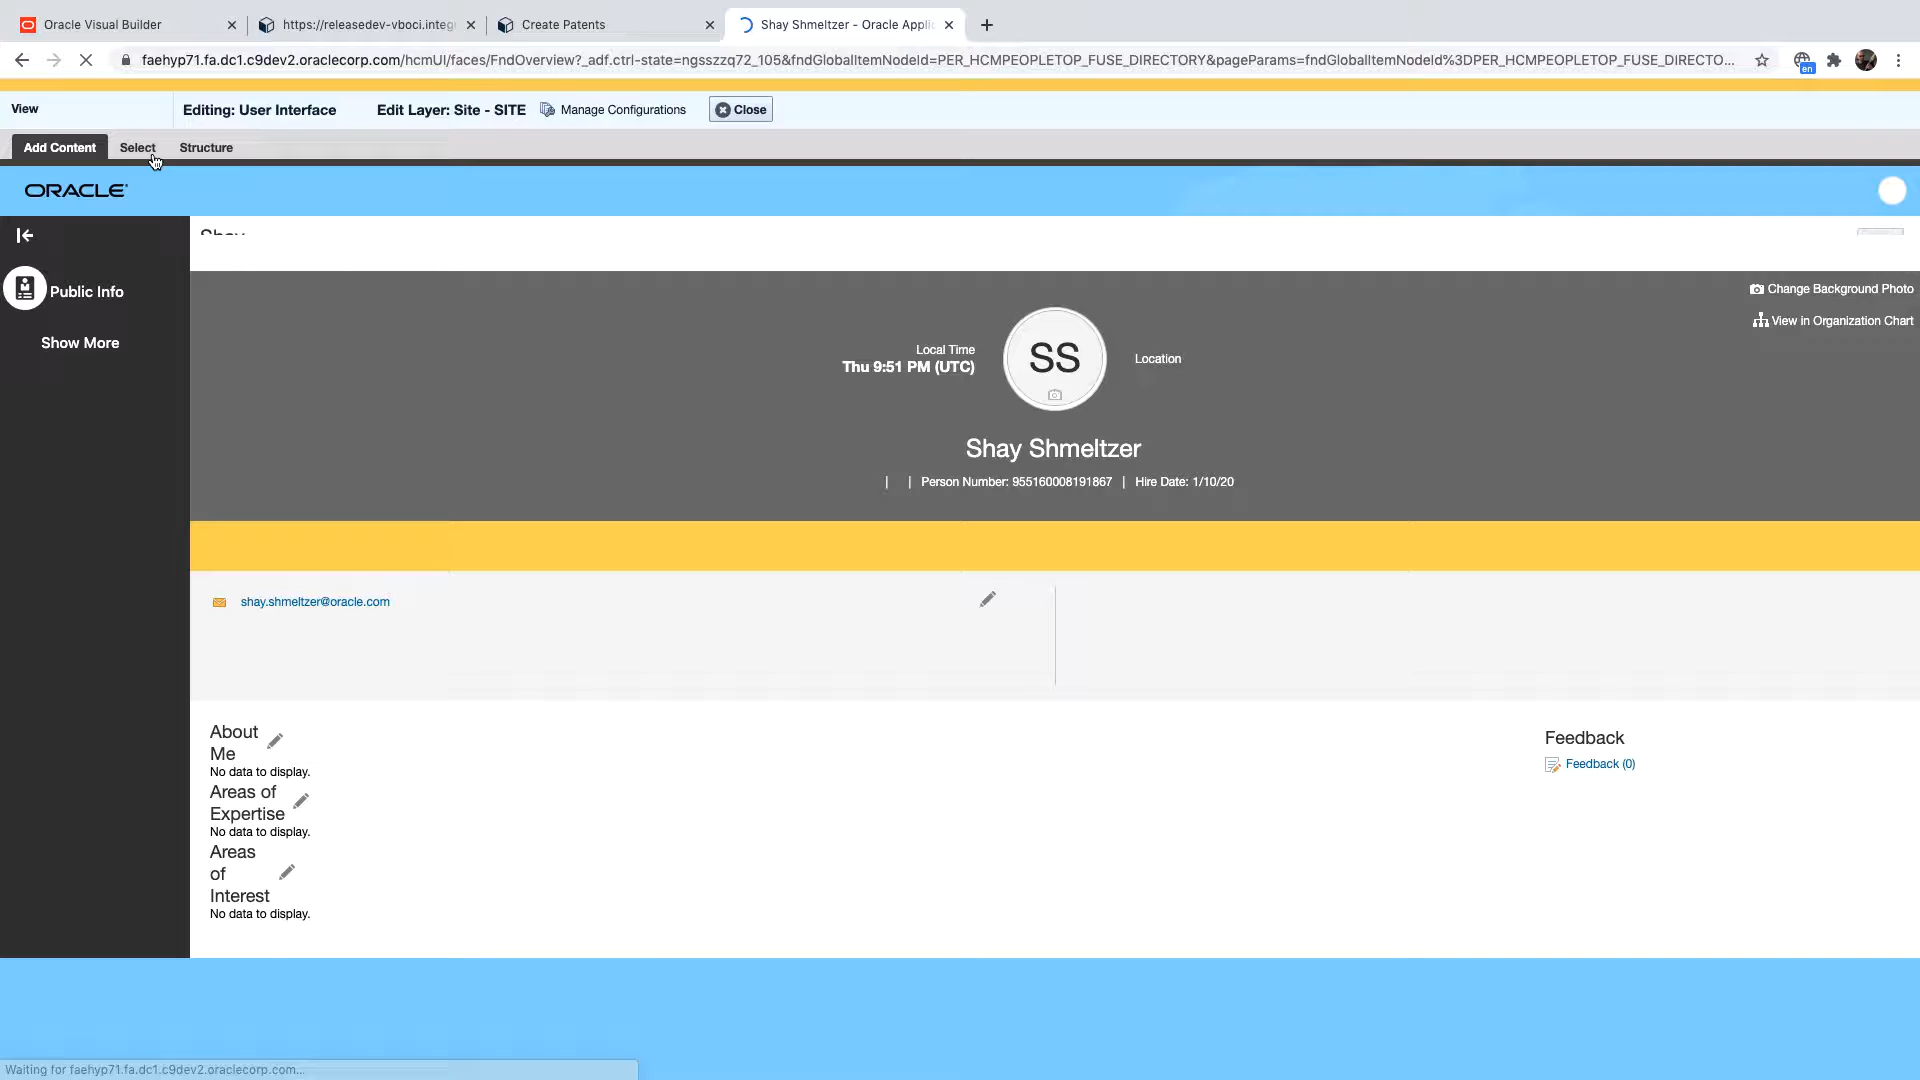 Oracle Visual Builder
https://releasedev-vboci.integ
Create Patents
Shay Shmeltzer - Oracle Applic
faehyp71.fa.dc1.c9dev2.oraclecorp.com/hcmUI/faces/FndOverview?_adf.ctrl-state=ngsszzq72_105&fndGlobalItemNodeId=PER_HCMPEOPLETOP_FUSE_DIRECTORY&pageParams=fndGlobalItemNodeId%3DPER_HCMPEOPLETOP_FUSE_DIRECTO...
en
View
Editing: User Interface
Edit Layer: Site - SITE
Manage Configurations
Close
Add Content
Select
Structure
ORACLE
Shay
Public Info
Show More
Change Background Photo
View in Organization Chart
Local Time
Thu 9:51 PM (UTC)
SS
Location
Shay Shmeltzer
| | Person Number: 955160008191867 | Hire Date: 1/10/20
shay.shmeltzer@oracle.com
About
Me
No data to display.
Areas of
Expertise
No data to display.
Areas
of
Interest
No data to display.
Feedback
Feedback (0)
Waiting for faehyp71.fa.dc1.c9dev2.oraclecorp.com...